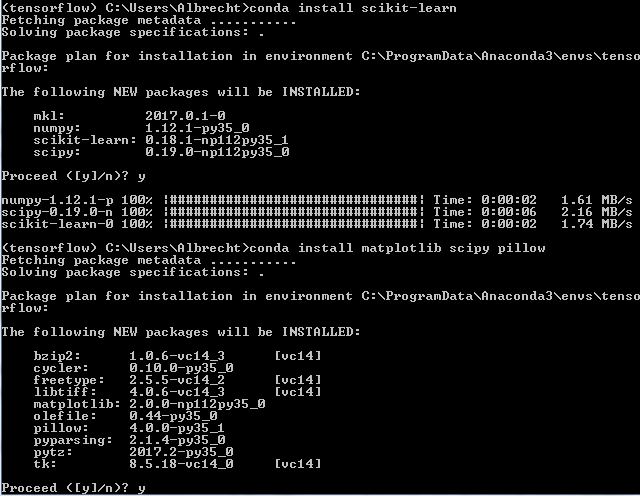 (tensorflow) C:\Users\Albrecht>conda install scikit-learn
Fetching package metadata ...........
Solving package specifications: .
Package plan for installation in environment C:\ProgramData\Anaconda3\envs\tenso
rflow:
The following NEW packages will be INSTALLED:
mkl: 2017.0.1-0
numpy: 1.12.1-py35_0
scikit-learn: 0.18.1-np112py35_1
scipy: 0.19.0-np112py35_0
Proceed ([y]/n)? y
numpy-1.12.1-p 100% |###############################| Time: 0:00:02 1.61 MB/s
scipy-0.19.0-n 100% |###############################| Time: 0:00:06 2.16 MB/s
scikit-learn-0 100% |###############################| Time: 0:00:02 1.74 MB/s
(tensorflow) C:\Users\Albrecht>conda install matplotlib scipy pillow
Fetching package metadata ...........
Solving package specifications: .
Package plan for installation in environment C:\ProgramData\Anaconda3\envs\tenso
rflow:
The following NEW packages will be INSTALLED:
bzip2: 1.0.6-vc14_3 [vc14]
cycler: 0.10.0-py35_0
freetype: 2.5.5-vc14_2 [vc14]
libtiff: 4.0.6-vc14_3 [vc14]
matplotlib: 2.0.0-np112py35_0
olefile: 0.44-py35_0
pillow: 4.0.0-py35_1
pyparsing: 2.1.4-py35_0
pytz: 2017.2-py35_0
tk: 8.5.18-vc14_0 [vc14]
Proceed ([y]/n)? y